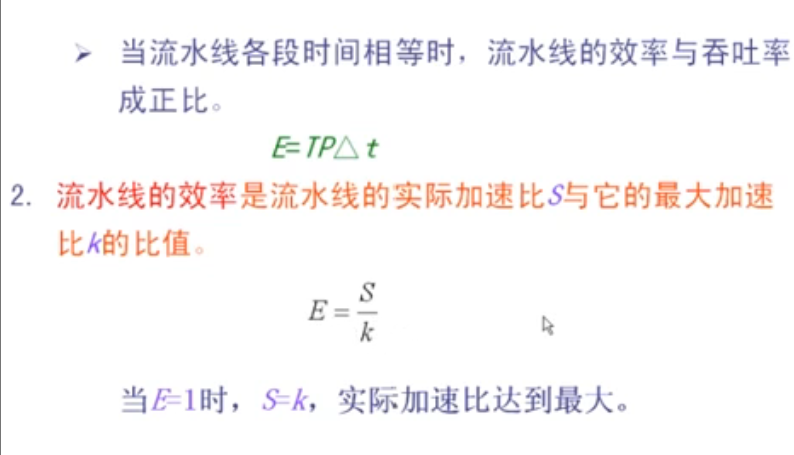 ➢ 当流水线各段时间相等时，流水线的效率与吞吐率
成正比。
E=TP△t
2. 流水线的效率是流水线的实际加速比S与它的最大加速
比k的比值。
E = S/k
当E=1时，S=k，实际加速比达到最大。